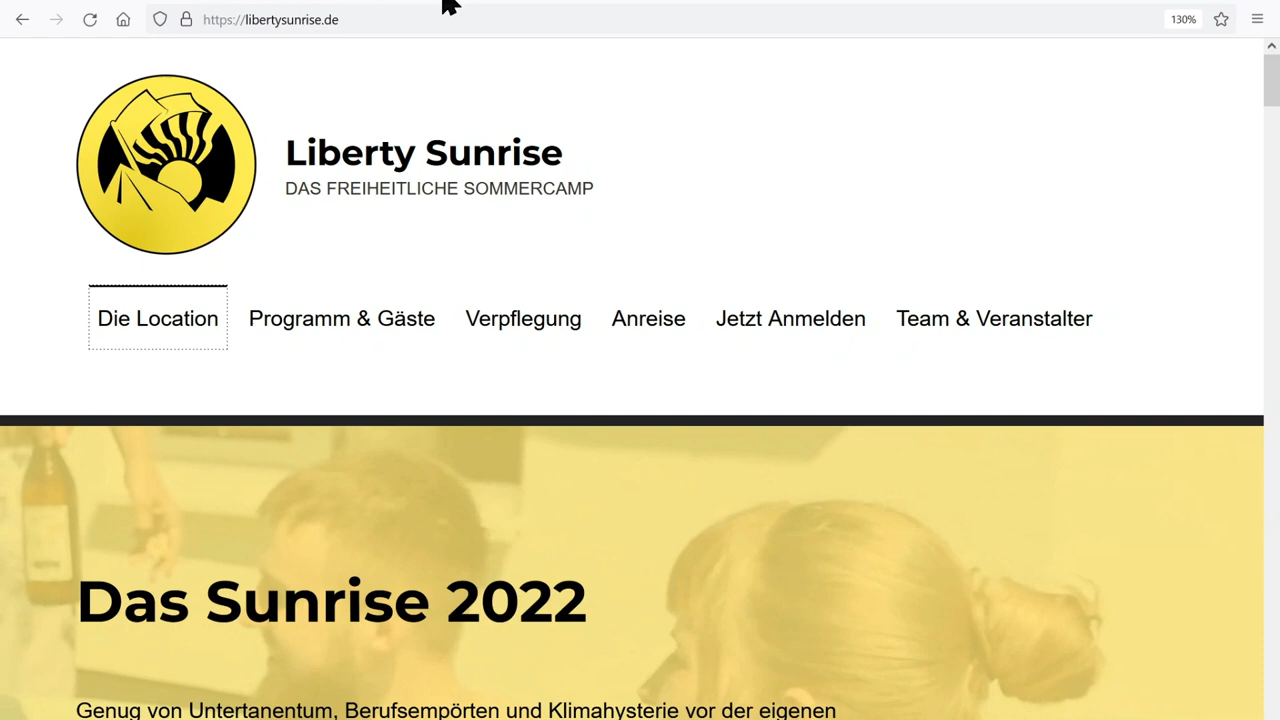 https://libertysunrise.de
130%
Liberty Sunrise
DAS FREIHEITLICHE SOMMERCAMP
Die Location Programm & Gäste Verpflegung Anreise Jetzt Anmelden Team & Veranstalter
Das Sunrise 2022
Genug von Untertanentum, Berufsempörten und Klimahysterie vor der eigenen